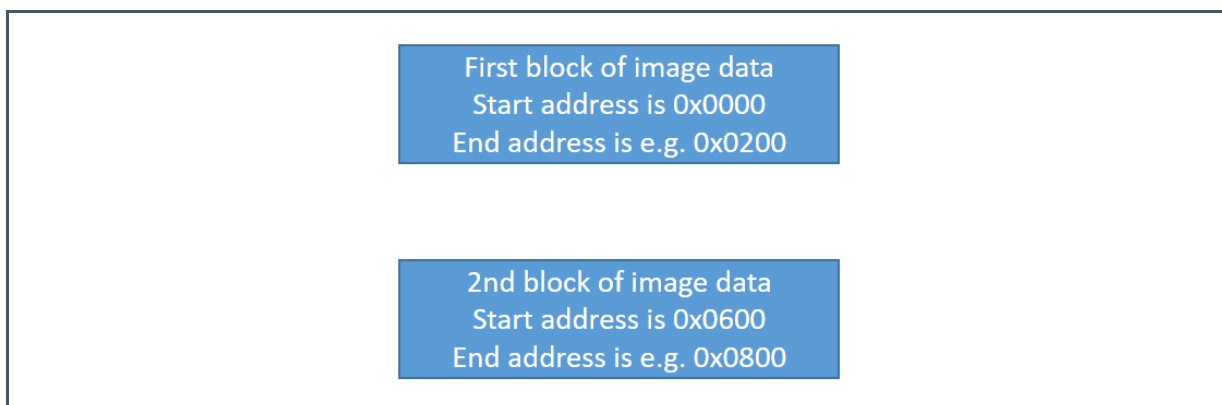 First block of image data
Start address is 0x0000
End address is e.g. 0x0200
2nd block of image data
Start address is 0x0600
End address is e.g. 0x0800